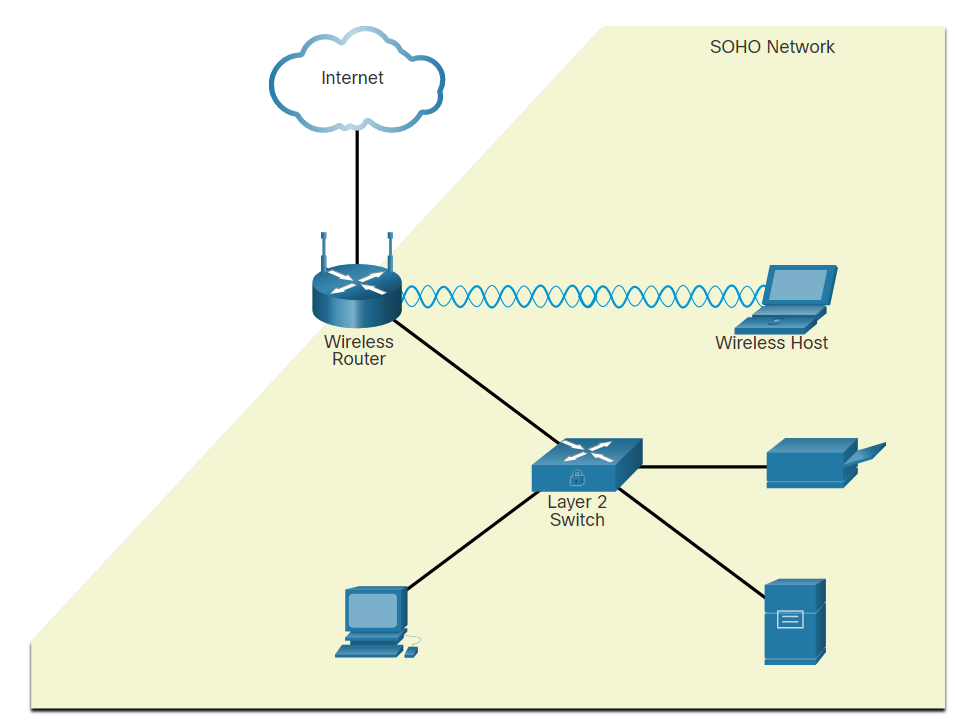 SOHO Network
Internet
Wireless
Router
Wireless Host
Layer 2
Switch